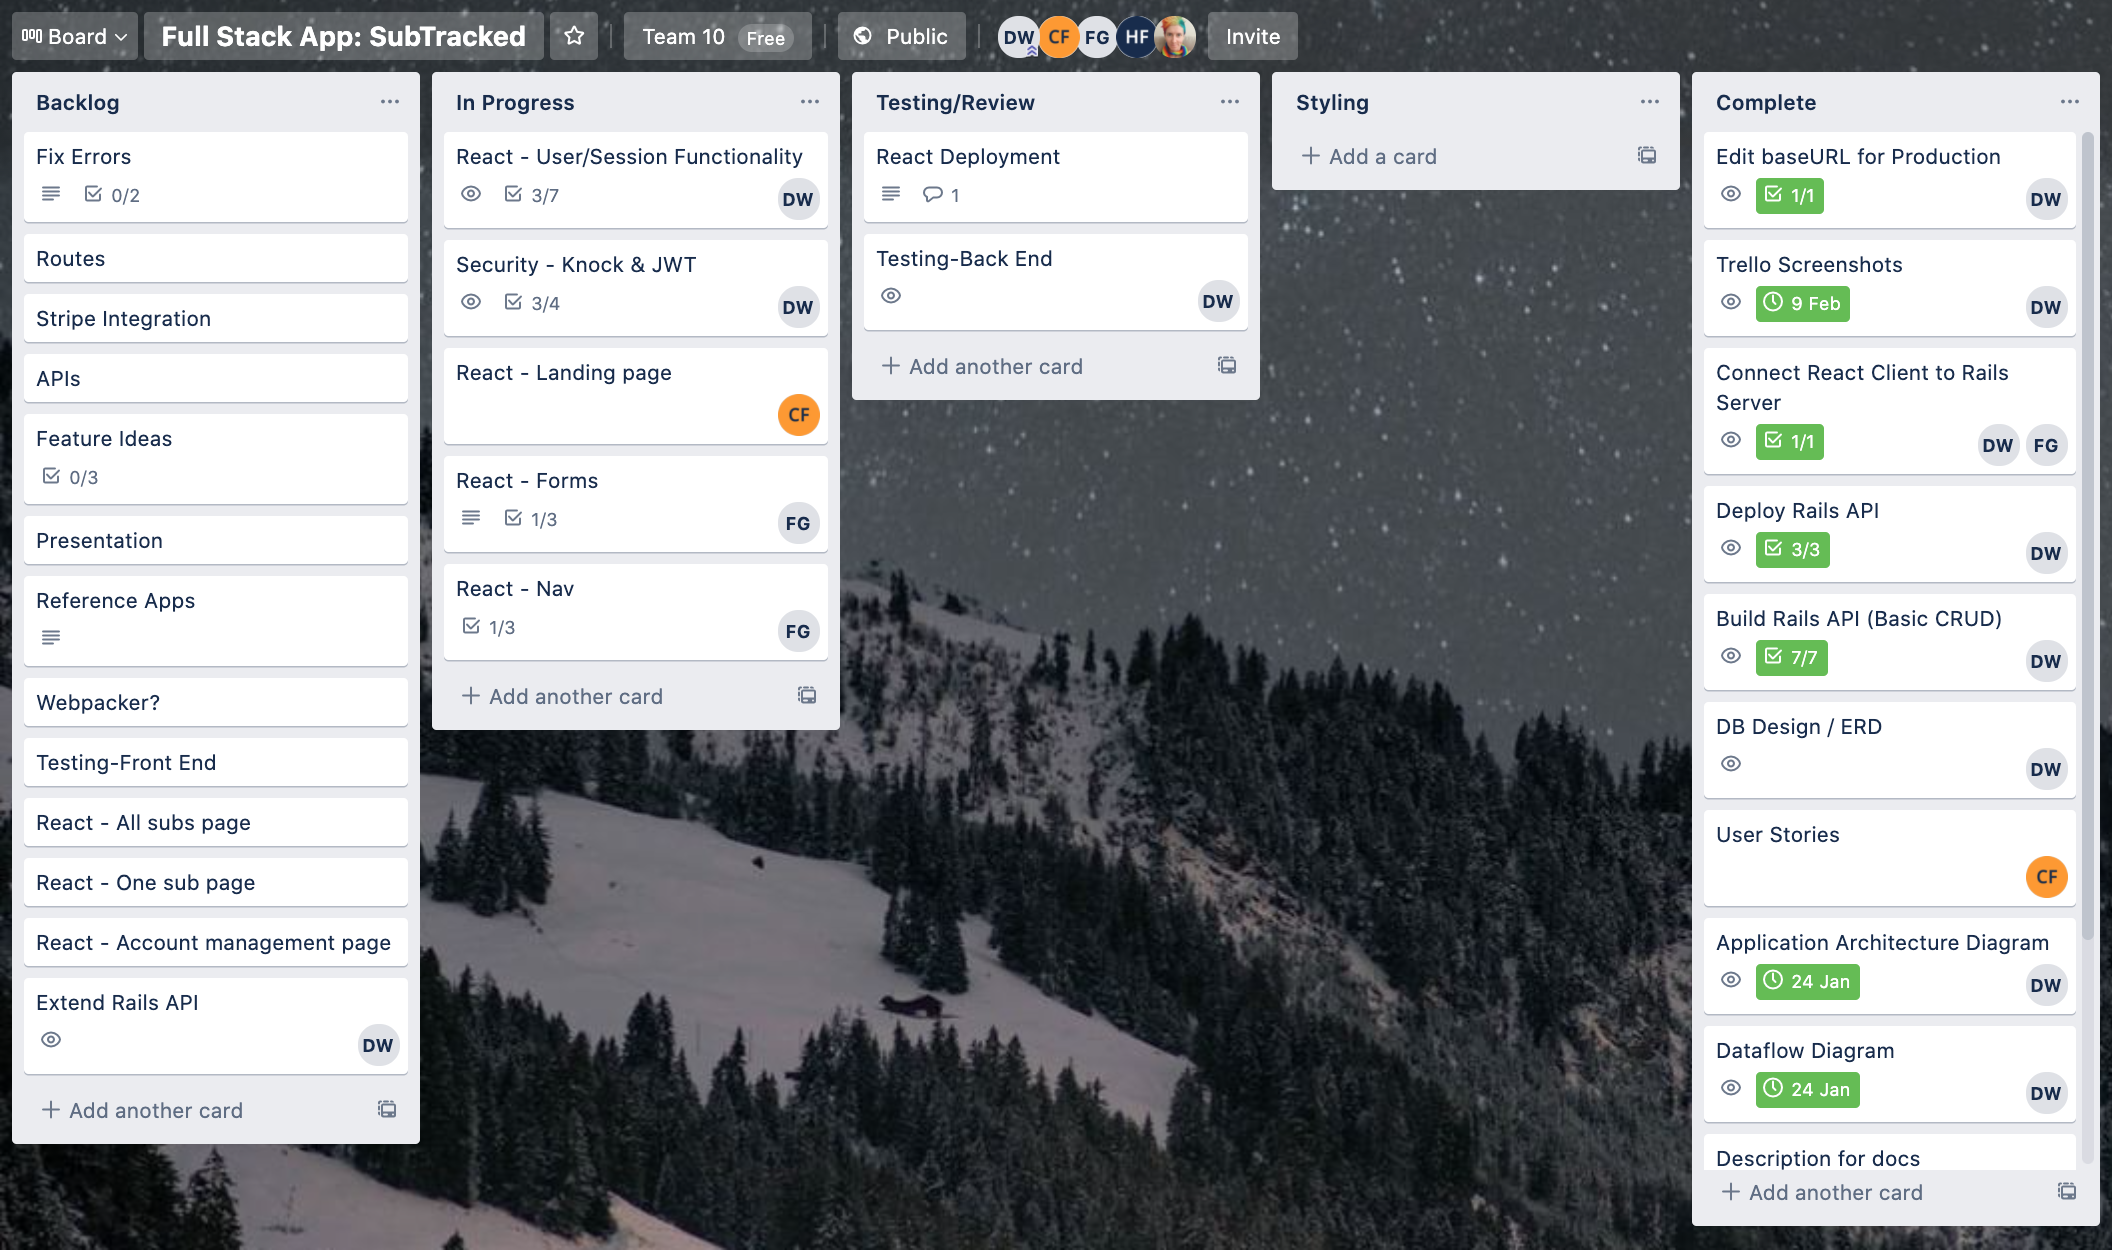 Board
Full Stack App: SubTracked
Team 10 Free
Public
DW CF FG HF
Invite
Backlog
Fix Errors
0/2
Routes
Stripe Integration
APIs
Feature Ideas
0/3
Presentation
Reference Apps
Webpacker?
Testing-Front End
React - All subs page
React - One sub page
React - Account management page
Extend Rails API
DW
+ Add another card
In Progress
React - User/Session Functionality
3/7
DW
Security - Knock & JWT
3/4
DW
React - Landing page
CF
React - Forms
1/3
FG
React - Nav
1/3
FG
+ Add another card
Testing/Review
React Deployment
1
Testing-Back End
DW
+ Add another card
Styling
+ Add a card
Complete
Edit baseURL for Production
1/1
DW
Trello Screenshots
9 Feb
DW
Connect React Client to Rails
Server
1/1
DW FG
Deploy Rails API
3/3
DW
Build Rails API (Basic CRUD)
7/7
DW
DB Design / ERD
DW
User Stories
CF
Application Architecture Diagram
24 Jan
DW
Dataflow Diagram
24 Jan
DW
Description for docs
+ Add another card